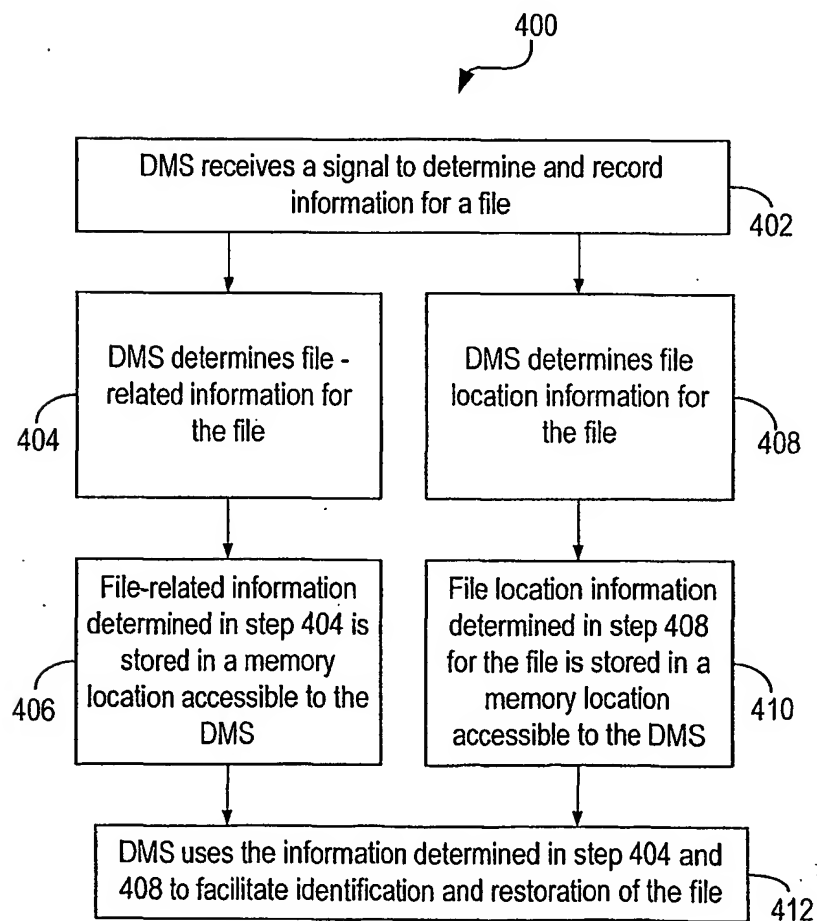 400
DMS receives a signal to determine and record
information for a file
402
DMS determines file -
related information for
the file
404
DMS determines file
location information for
the file
408
File-related information
determined in step 404 is
stored in a memory
location accessible to the
DMS
406
File location information
determined in step 408
for the file is stored in a
memory location
accessible to the DMS
410
DMS uses the information determined in step 404 and
408 to facilitate identification and restoration of the file
412